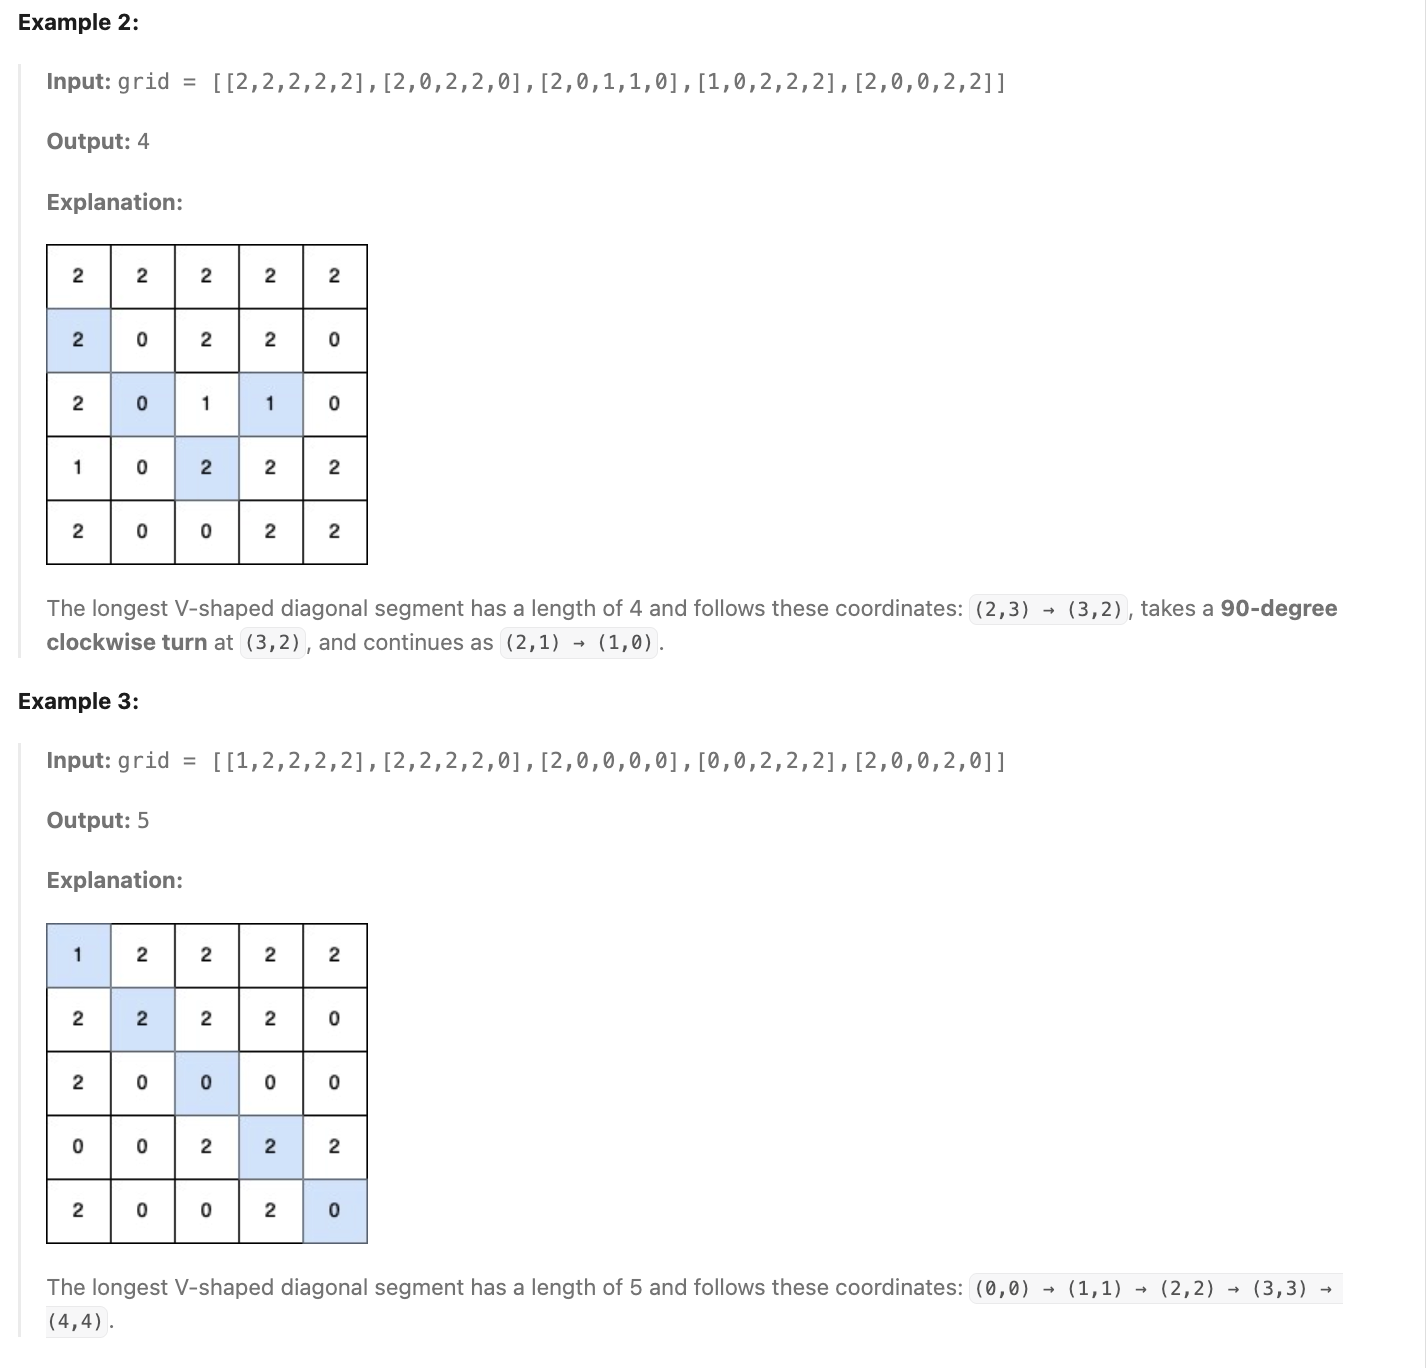 Example 2:
Input: grid = [[2,2,2,2,2],[2,0,2,2,0],[2,0,1,1,0],[1,0,2,2,2],[2,0,0,2,2]]
Output: 4
Explanation:
2 2 2 2 2
2 0 2 2 0
2 0 1 1 0
1 0 2 2 2
2 0 0 2 2
The longest V-shaped diagonal segment has a length of 4 and follows these coordinates: (2,3) → (3,2), takes a 90-degree
clockwise turn at (3,2), and continues as (2,1) → (1,0).
Example 3:
Input: grid = [[1,2,2,2,2],[2,2,2,2,0],[2,0,0,0,0],[0,0,2,2,2],[2,0,0,2,0]]
Output: 5
Explanation:
1 2 2 2 2
2 2 2 2 0
2 0 0 0 0
0 0 2 2 2
2 0 0 2 0
The longest V-shaped diagonal segment has a length of 5 and follows these coordinates: (0,0) → (1,1) → (2,2) → (3,3) →
(4,4).